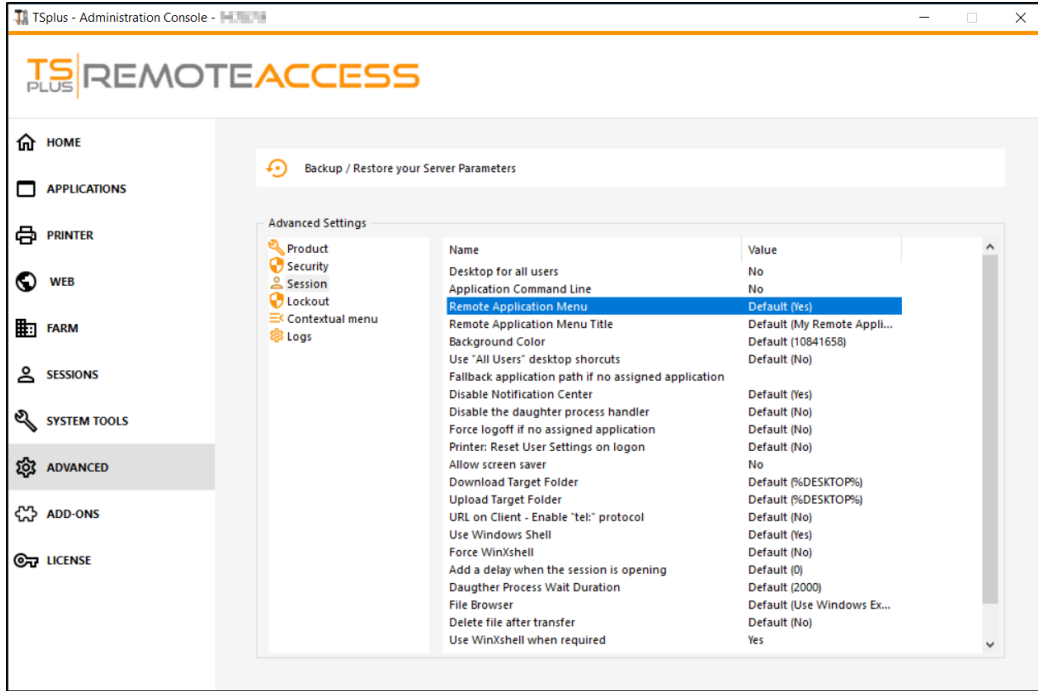 TSplus - Administration Console -
TS PLUS REMOTEACCESS
HOME
APPLICATIONS
PRINTER
WEB
FARM
SESSIONS
SYSTEM TOOLS
ADVANCED
ADD-ONS
LICENSE
Backup / Restore your Server Parameters
Advanced Settings
Product
Security
Session
Lockout
Contextual menu
Logs
Name Value
Desktop for all users No
Application Command Line No
Remote Application Menu Default (Yes)
Remote Application Menu Title Default (My Remote Appli...
Background Color Default (10841658)
Use "All Users" desktop shorcuts Default (No)
Fallback application path if no assigned application
Disable Notification Center Default (Yes)
Disable the daughter process handler Default (No)
Force logoff if no assigned application Default (No)
Printer: Reset User Settings on logon Default (No)
Allow screen saver No
Download Target Folder Default (%DESKTOP%)
Upload Target Folder Default (%DESKTOP%)
URL on Client - Enable "tel:" protocol Default (No)
Use Windows Shell Default (Yes)
Force WinXshell Default (No)
Add a delay when the session is opening Default (0)
Daugther Process Wait Duration Default (2000)
File Browser Default (Use Windows Ex...
Delete file after transfer Default (No)
Use WinXshell when required Yes